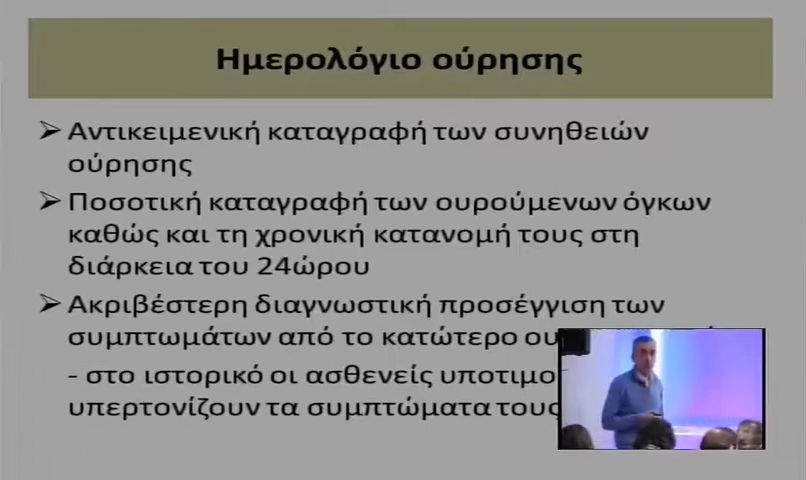 Ημερολόγιο ούρησης
➢ Αντικειμενική καταγραφή των συνηθειών
ούρησης
➢ Ποσοτική καταγραφή των ουρούμενων όγκων
καθώς και τη χρονική κατανομή τους στη
διάρκεια του 24ώρου
➢ Ακριβέστερη διαγνωστική προσέγγιση των
συμπτωμάτων από το κατώτερο
- στο ιστορικό οι ασθενείς
υπερτονίζουν τα συμπτώματα τους